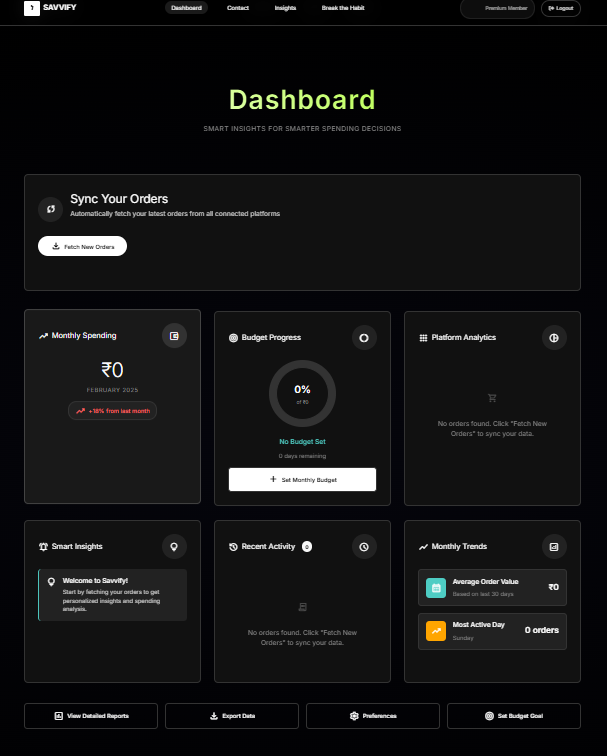 SAVVIFY
Dashboard Contact Insights Break the Habit
Premium Member Logout
Dashboard
SMART INSIGHTS FOR SMARTER SPENDING DECISIONS
Sync Your Orders
Automatically fetch your latest orders from all connected platforms
Fetch New Orders
Monthly Spending
₹0
FEBRUARY 2025
+18% from last month
Budget Progress
0%
of ₹0
No Budget Set
0 days remaining
Set Monthly Budget
Platform Analytics
No orders found. Click "Fetch New
Orders" to sync your data.
Smart Insights
Welcome to Savvify!
Start by fetching your orders to get
personalized insights and spending
analysis.
Recent Activity 0
No orders found. Click "Fetch New
Orders" to sync your data.
Monthly Trends
Average Order Value
Based on last 30 days
₹0
Most Active Day
Sunday
0 orders
View Detailed Reports
Export Data
Preferences
Set Budget Goal